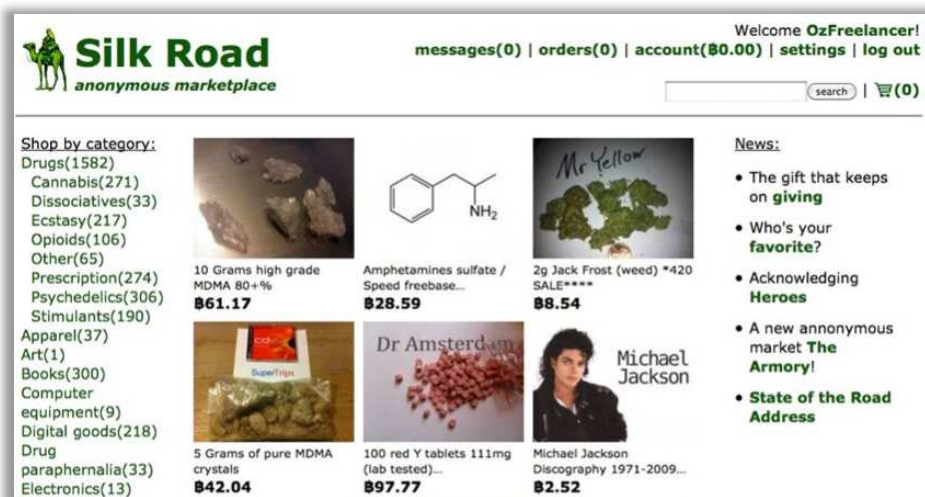 Silk Road
anonymous marketplace
Welcome OzFreelancer!
messages(0) | orders(0) | account(฿0.00) | settings | log out
search | (0)
Shop by category:
Drugs(1582)
Cannabis(271)
Dissociatives(33)
Ecstasy(217)
Opioids(106)
Other(65)
Prescription(274)
Psychedelics(306)
Stimulants(190)
Apparel(37)
Art(1)
Books(300)
Computer
equipment(9)
Digital goods(218)
Drug
paraphernalia(33)
Electronics(13)
10 Grams high grade
MDMA 80+%
฿61.17
NH2
Amphetamines sulfate /
Speed freebase...
฿28.59
Mr Yellow
2g Jack Frost (weed) *420
SALE****
฿8.54
SuperTrips
5 Grams of pure MDMA
crystals
฿42.04
Dr Amsterdam
100 red Y tablets 111mg
(lab tested)...
฿97.77
Michael
Jackson
Michael Jackson
Discography 1971-2009...
฿2.52
News:
• The gift that keeps
on giving
• Who's your
favorite?
• Acknowledging
Heroes
• A new annonymous
market The
Armory!
• State of the Road
Address